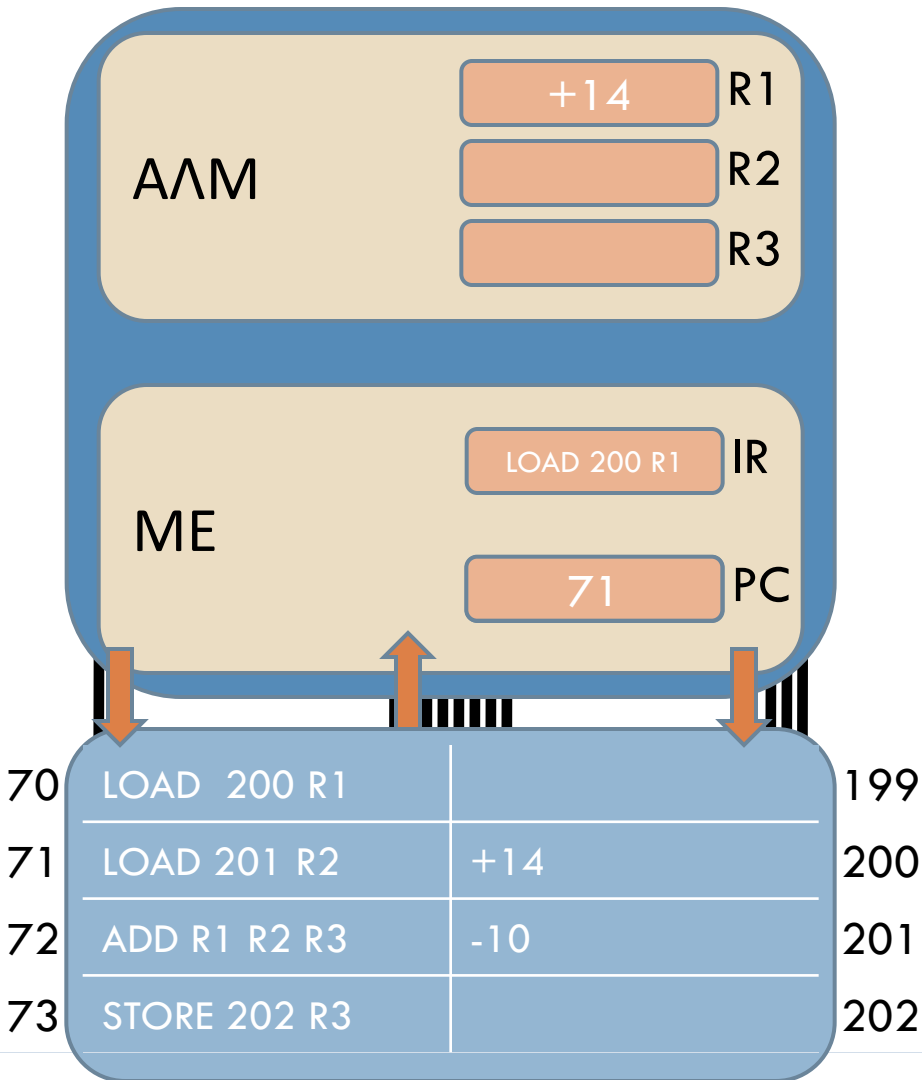 +14 R1
ΑΛΜ R2
R3
LOAD 200 R1 IR
ΜΕ
71 PC
70 LOAD 200 R1 199
71 LOAD 201 R2 +14 200
72 ADD R1 R2 R3 -10 201
73 STORE 202 R3 202